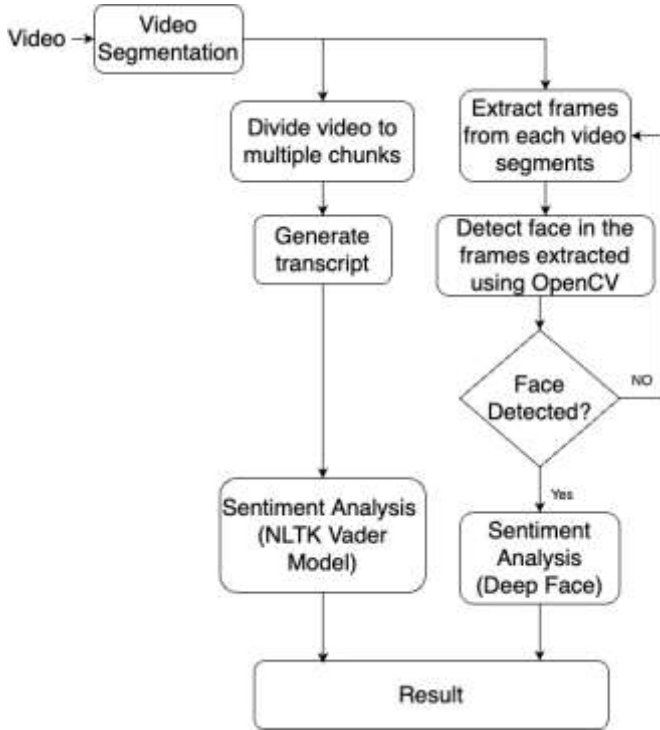 Video
Video
Segmentation
Divide video to
multiple chunks
Extract frames
from each video
segments
Generate
transcript
Detect face in the
frames extracted
using OpenCV
Face
Detected?
NO
Yes
Sentiment Analysis
(NLTK Vader
Model)
Sentiment
Analysis
(Deep Face)
Result